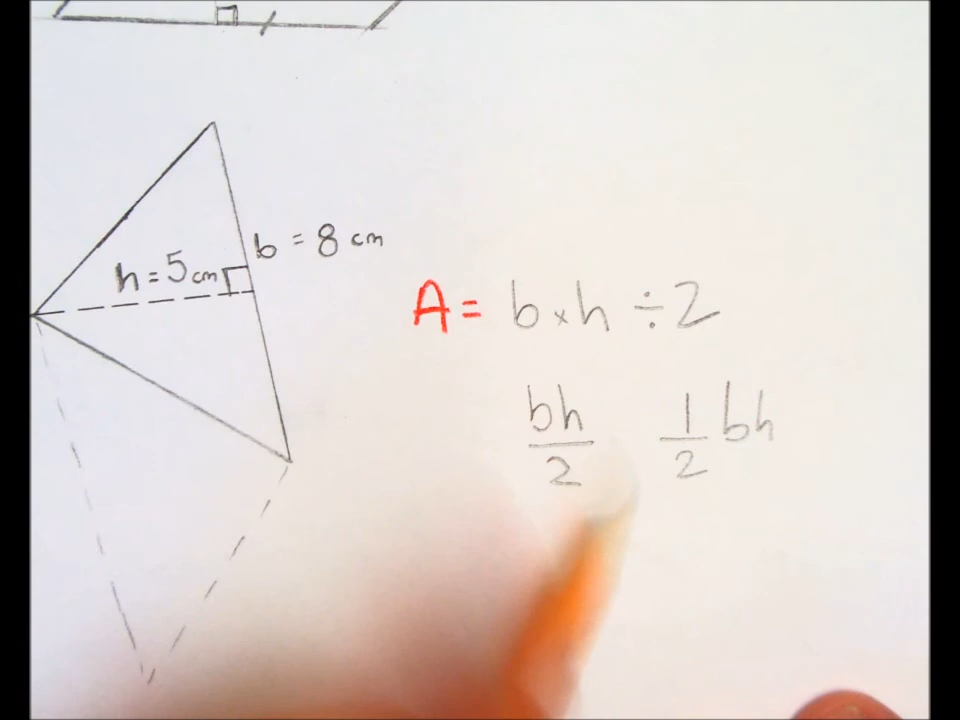 b = 8 cm
h = 5 cm
A = b × h ÷ 2
bh/2 1/2 bh